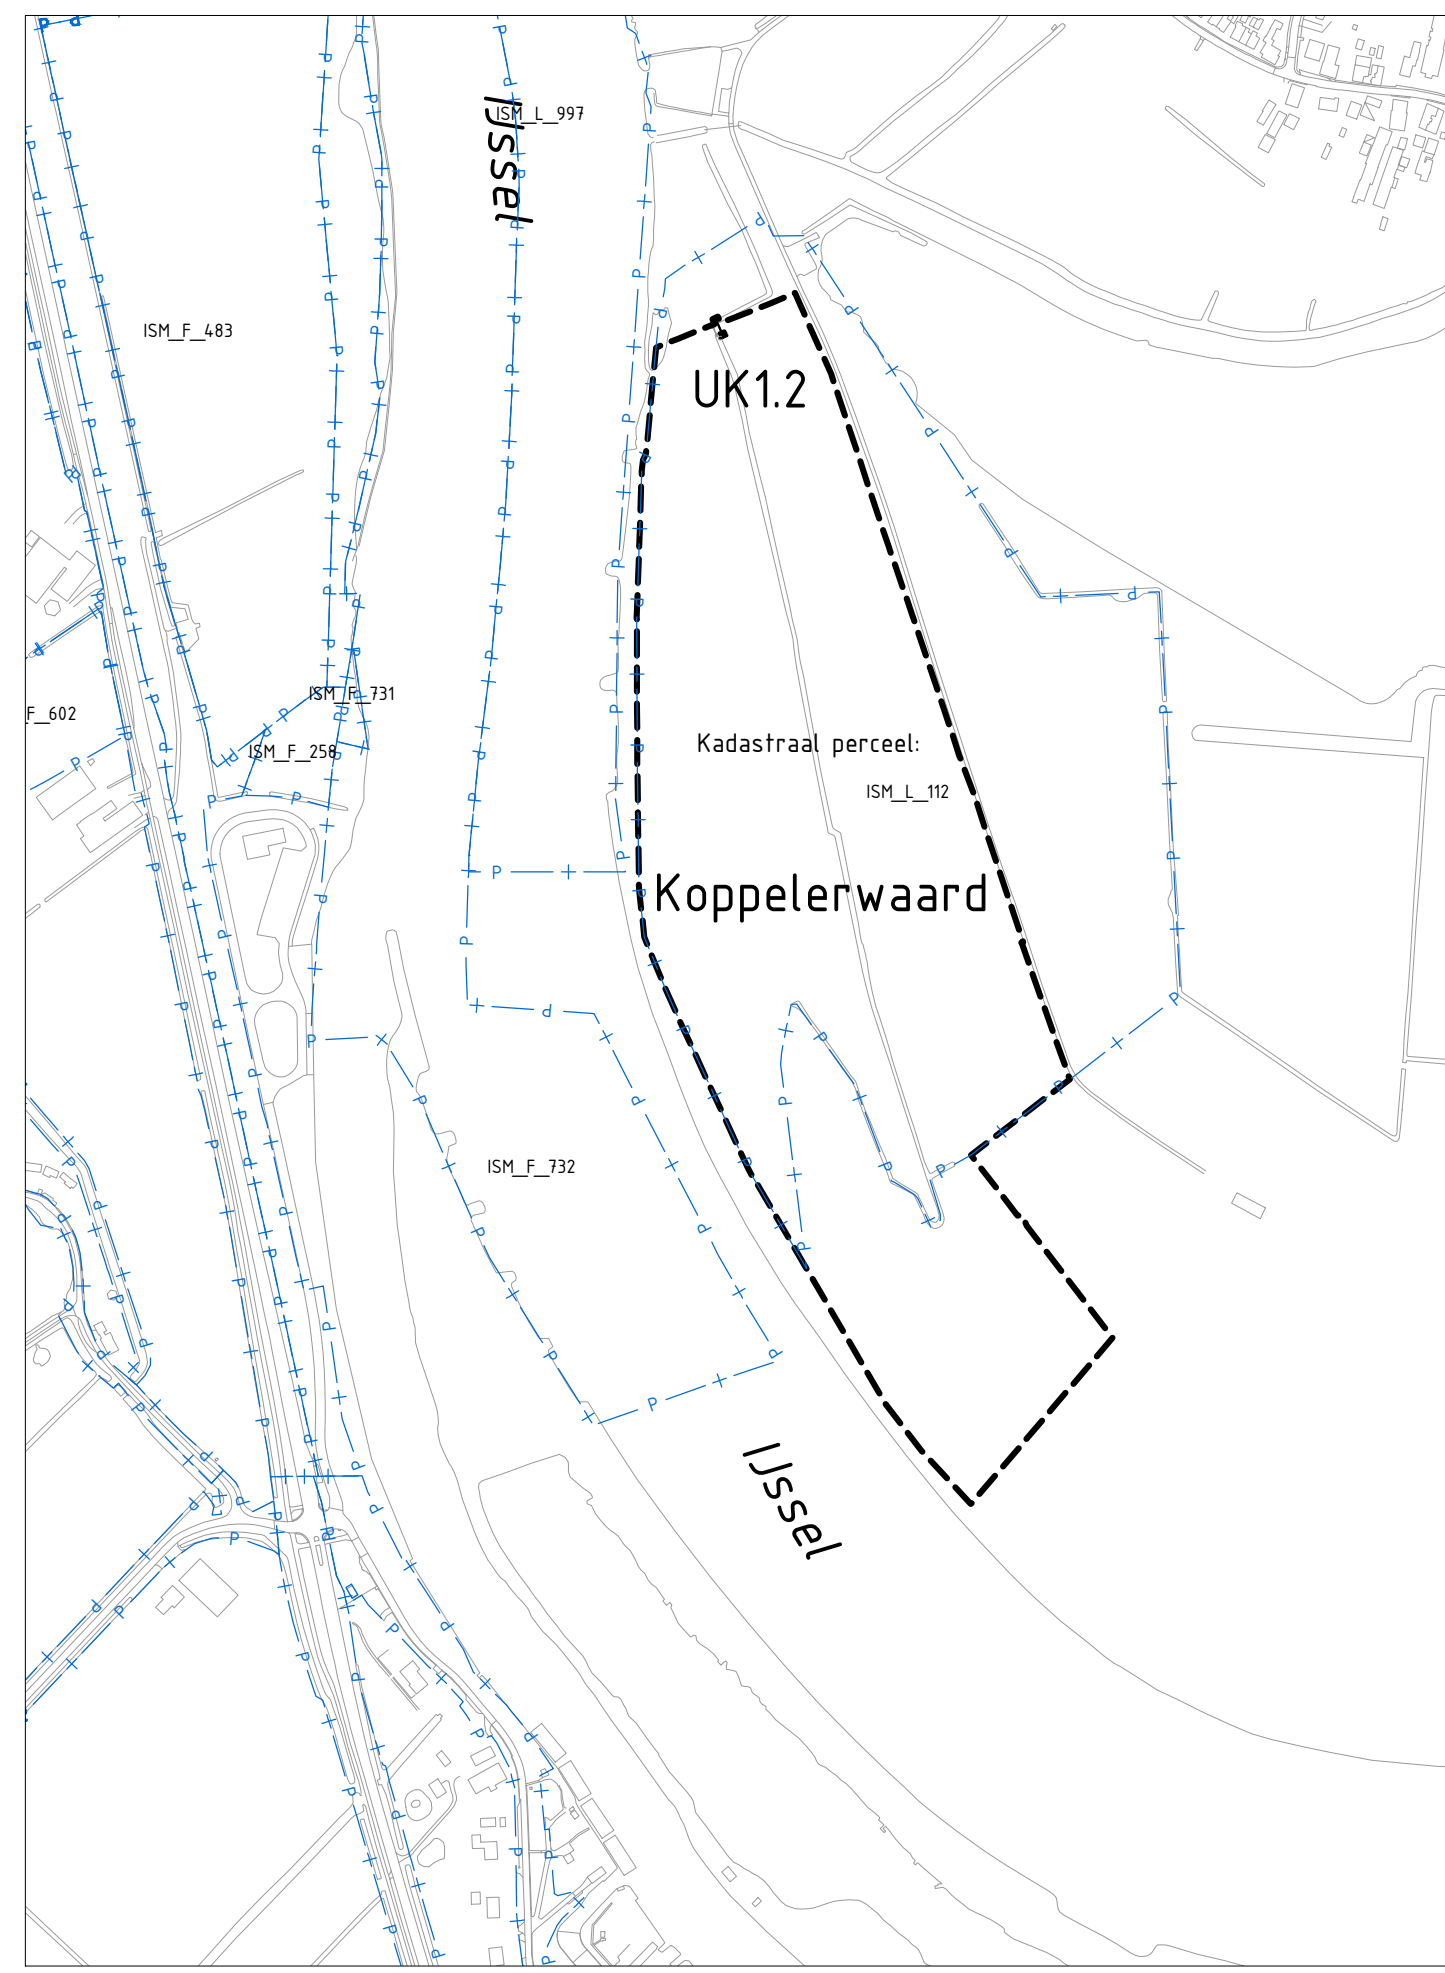 ISM_L_997
IJssel
ISM_F_483
UK1.2
ISM_F_731
F_602
ISM_F_258
Kadastraal perceel:
ISM_L_112
Koppelerwaard
ISM_F_732
IJssel